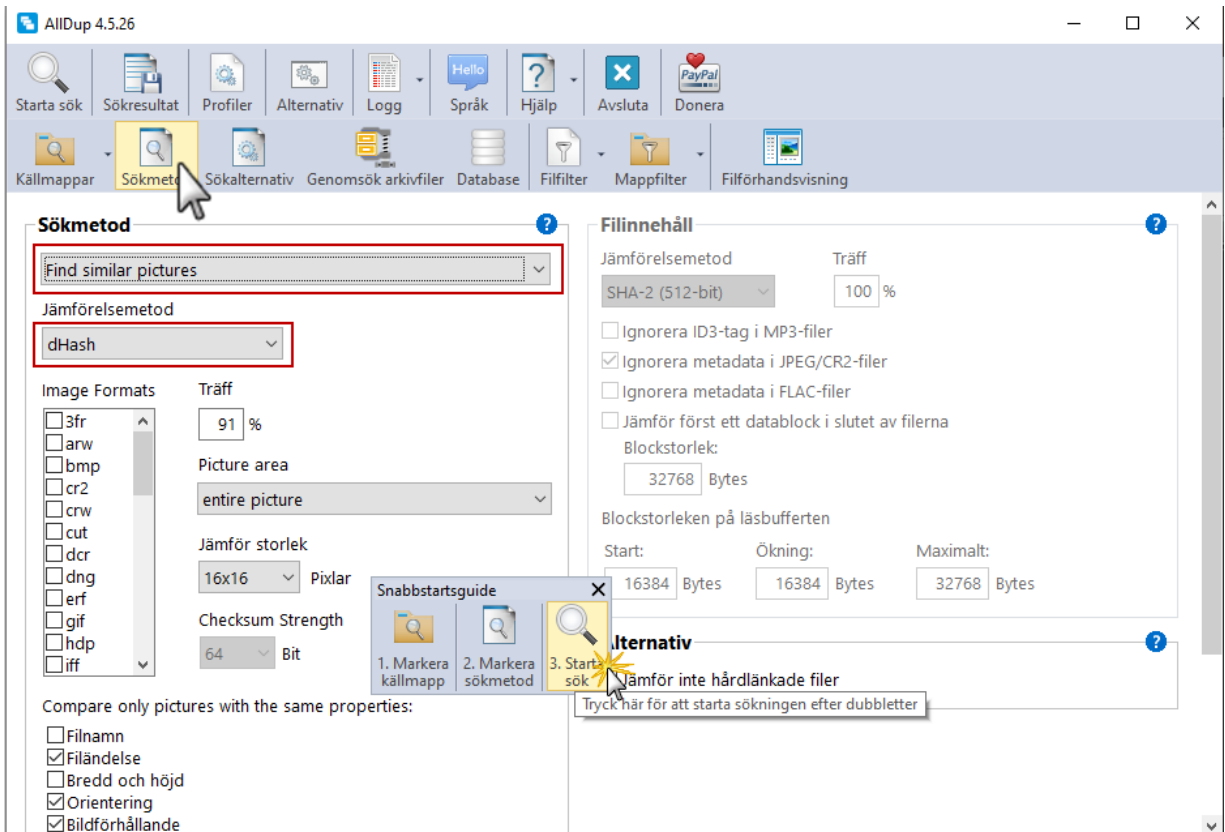 AllDup 4.5.26
Starta sök
Sökresultat
Profiler
Alternativ
Logg
Hello
Språk
Hjälp
Avsluta
PayPal
Donera
Källmappar
Sökmetod
Sökalternativ
Genomsök arkivfiler
Database
Filfilter
Mappfilter
Filförhandsvisning
Sökmetod
Find similar pictures
Jämförelsemetod
dHash
Image Formats
3fr
arw
bmp
cr2
crw
cut
dcr
dng
erf
gif
hdp
iff
Träff
91 %
Picture area
entire picture
Jämför storlek
16x16 Pixlar
Checksum Strength
64 Bit
Compare only pictures with the same properties:
Filnamn
Filändelse
Bredd och höjd
Orientering
Bildförhållande
Filinnehåll
Jämförelsemetod
Träff
SHA-2 (512-bit)
100 %
Ignorera ID3-tag i MP3-filer
Ignorera metadata i JPEG/CR2-filer
Ignorera metadata i FLAC-filer
Jämför först ett datablock i slutet av filerna
Blockstorlek:
32768 Bytes
Blockstorleken på läsbufferten
Start:
Ökning:
Maximalt:
16384 Bytes
16384 Bytes
32768 Bytes
Snabbstartsguide
1. Markera
källmapp
2. Markera
sökmetod
3. Starta
sök
Alternativ
Jämför inte hårdlänkade filer
Tryck här för att starta sökningen efter dubbletter